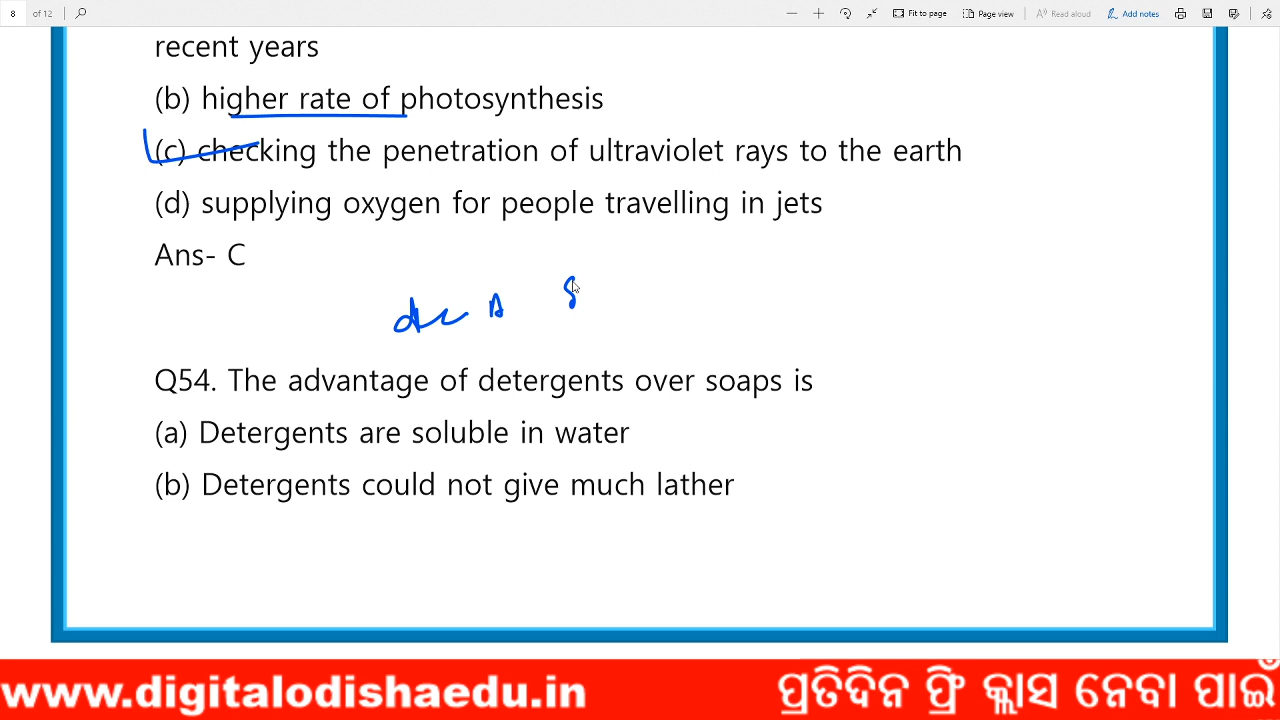 8 of 12 Fit to page Page view Read aloud Add notes
recent years
(b) higher rate of photosynthesis
(c) checking the penetration of ultraviolet rays to the earth
(d) supplying oxygen for people travelling in jets
Ans- C
Q54. The advantage of detergents over soaps is
(a) Detergents are soluble in water
(b) Detergents could not give much lather
www.digitalodishaedu.in ପ୍ରତିଦିନ ଫ୍ରି କ୍ଲାସ ନେବା ପାଇଁ